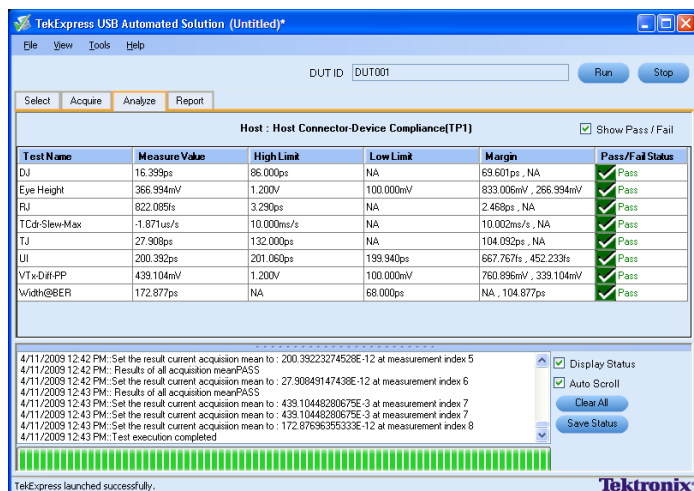 TekExpress USB Automated Solution (Untitled)*
File View Tools Help
DUT ID DUT001 Run Stop
Select Acquire Analyze Report
Host : Host Connector-Device Compliance(TP1) Show Pass / Fail
Test Name Measure Value High Limit Low Limit Margin Pass/Fail Status
DJ 16.399ps 86.000ps NA 69.601ps , NA Pass
Eye Height 366.994mV 1.200V 100.000mV 833.006mV , 266.994mV Pass
RJ 822.085fs 3.290ps NA 2.468ps , NA Pass
TCdr-Slew-Max -1.871us/s 10.000ms/s NA 10.002ms/s , NA Pass
TJ 27.908ps 132.000ps NA 104.092ps , NA Pass
UI 200.392ps 201.060ps 199.940ps 667.767fs , 452.233fs Pass
VTx-Diff-PP 439.104mV 1.200V 100.000mV 760.896mV , 339.104mV Pass
Width@BER 172.877ps NA 68.000ps NA , 104.877ps Pass
4/11/2009 12:42 PM::Set the result current acquisiion mean to : 200.39223274528E-12 at measurement index 5
4/11/2009 12:42 PM:: Results of all acquisition meanPASS
4/11/2009 12:42 PM::Set the result current acquisiion mean to : 27.90849147438E-12 at measurement index 6
4/11/2009 12:43 PM:: Results of all acquisition meanPASS
4/11/2009 12:43 PM::Set the result current acquisiion mean to : 439.10448280675E-3 at measurement index 7
4/11/2009 12:43 PM::Set the result current acquisiion mean to : 439.10448280675E-3 at measurement index 7
4/11/2009 12:43 PM::Set the result current acquisiion mean to : 172.87696355333E-12 at measurement index 8
4/11/2009 12:43 PM::Test execution completed
Display Status
Auto Scroll
Clear All
Save Status
TekExpress launched successfully. Tektronix